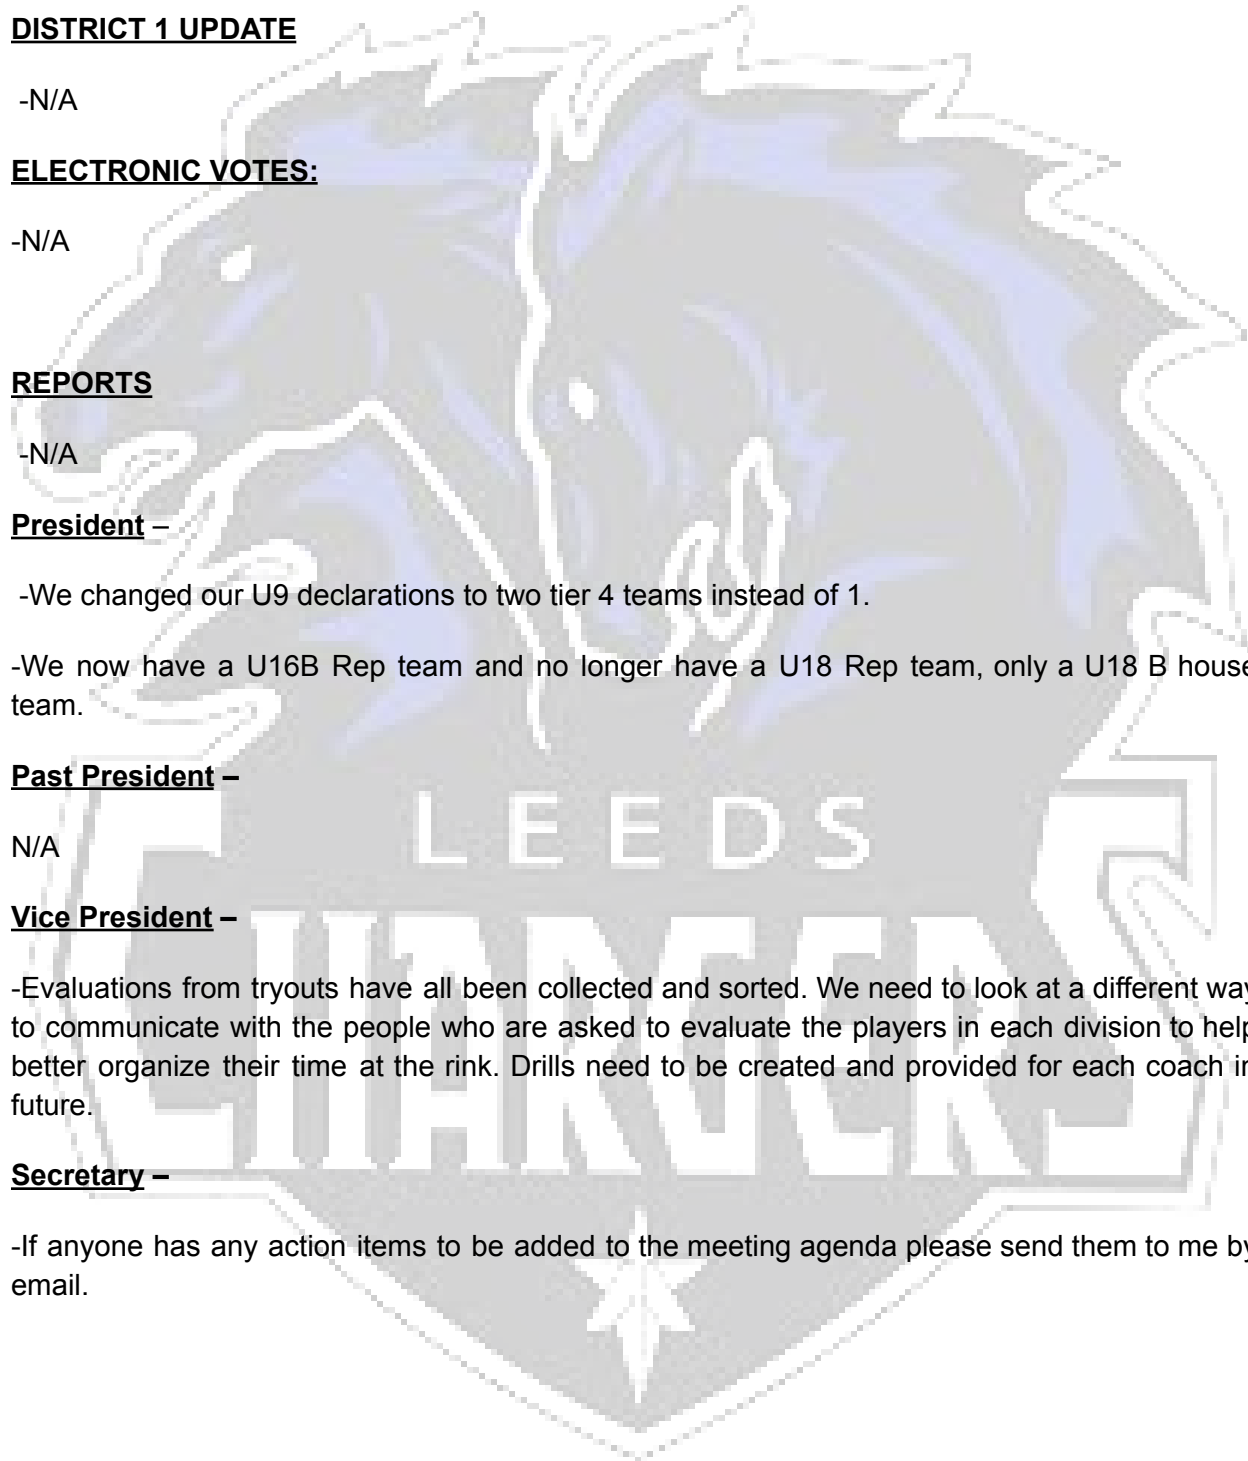 DISTRICT 1 UPDATE
-N/A
ELECTRONIC VOTES:
-N/A
REPORTS
-N/A
President –
-We changed our U9 declarations to two tier 4 teams instead of 1.
-We now have a U16B Rep team and no longer have a U18 Rep team, only a U18 B house
team.
Past President –
N/A
LEEDS
CHARGERS
Vice President –
-Evaluations from tryouts have all been collected and sorted. We need to look at a different way
to communicate with the people who are asked to evaluate the players in each division to help
better organize their time at the rink. Drills need to be created and provided for each coach in
future.
Secretary –
-If anyone has any action items to be added to the meeting agenda please send them to me by
email.